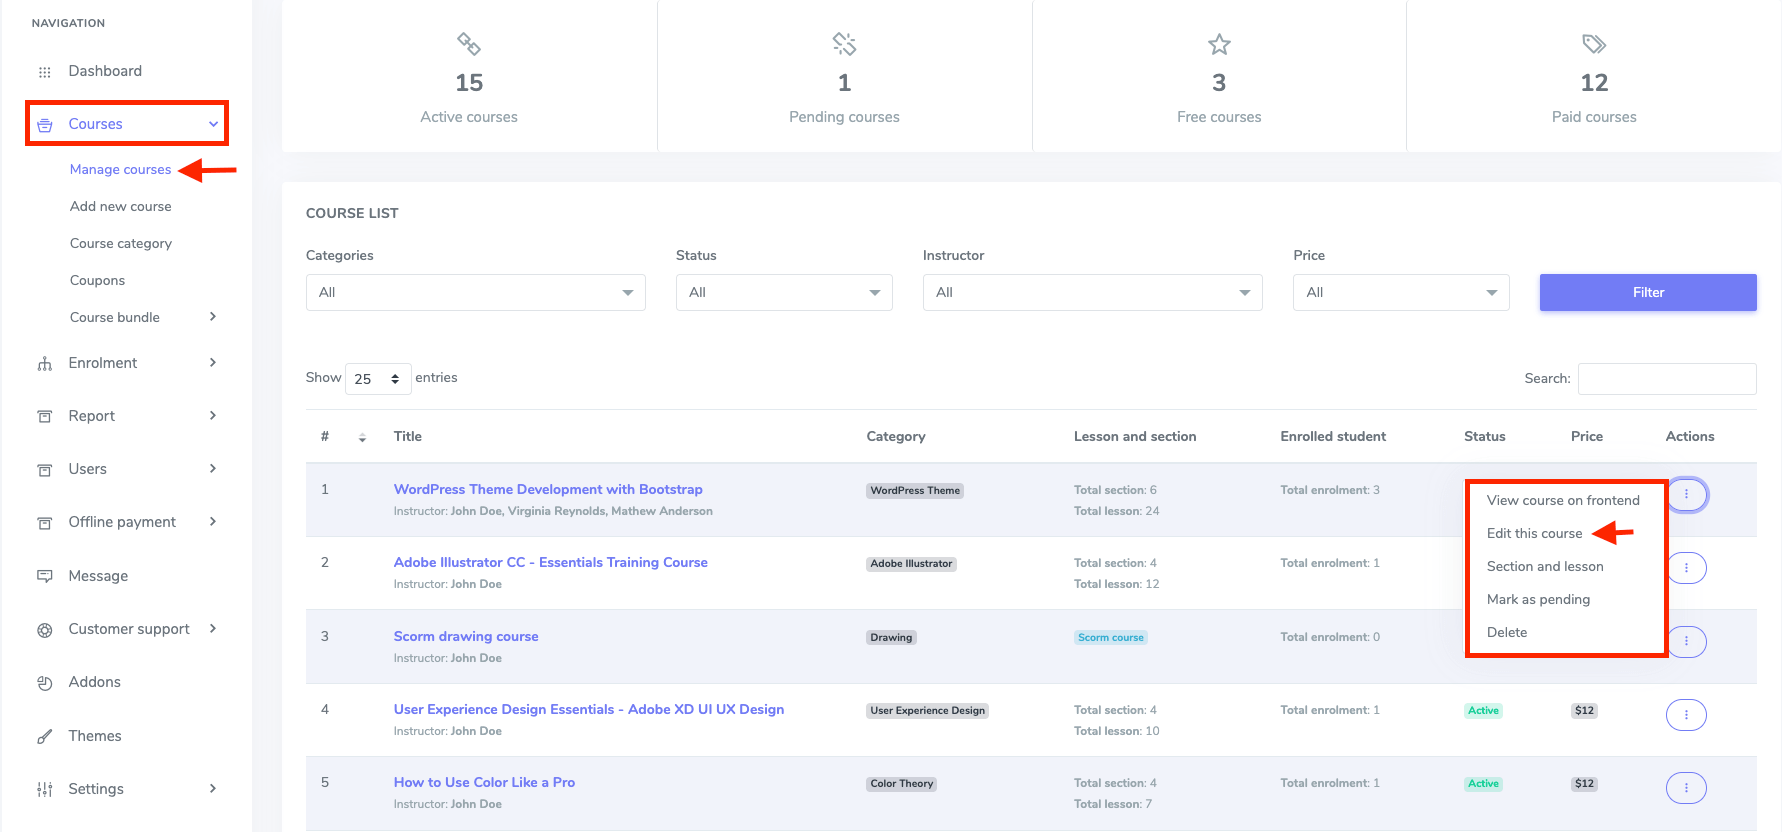 NAVIGATION
Dashboard
Courses
Manage courses
Add new course
Course category
Coupons
Course bundle
Enrolment
Report
Users
Offline payment
Message
Customer support
Addons
Themes
Settings
15 1 3 12
Active courses Pending courses Free courses Paid courses
COURSE LIST
Categories Status Instructor Price
All All All All Filter
Show 25 entries Search:
# Title Category Lesson and section Enrolled student Status Price Actions
1 WordPress Theme Development with Bootstrap WordPress Theme Total section: 6 Total enrolment: 3
Instructor: John Doe, Virginia Reynolds, Mathew Anderson Total lesson: 24
View course on frontend
Edit this course
Section and lesson
Mark as pending
Delete
2 Adobe Illustrator CC - Essentials Training Course Adobe Illustrator Total section: 4 Total enrolment: 1
Instructor: John Doe Total lesson: 12
3 Scorm drawing course Drawing Scorm course Total enrolment: 0
Instructor: John Doe
4 User Experience Design Essentials - Adobe XD UI UX Design User Experience Design Total section: 4 Total enrolment: 1 Active $12
Instructor: John Doe Total lesson: 10
5 How to Use Color Like a Pro Color Theory Total section: 4 Total enrolment: 1 Active $12
Instructor: John Doe Total lesson: 7